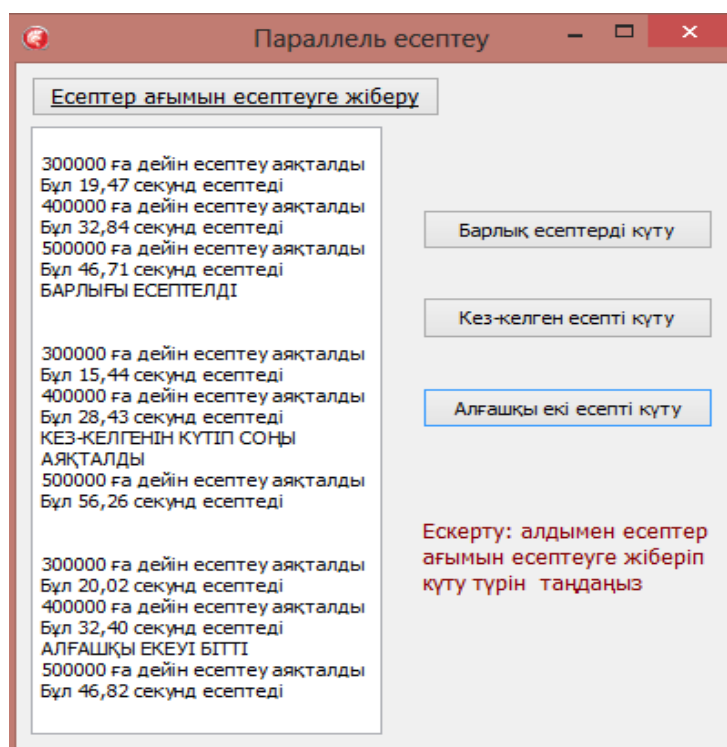 Параллель есептеу
Есептер ағымын есептеуге жіберу
300000 ға дейін есептеу аяқталды
Бұл 19,47 секунд есептеді
400000 ға дейін есептеу аяқталды
Бұл 32,84 секунд есептеді
500000 ға дейін есептеу аяқталды
Бұл 46,71 секунд есептеді
БАРЛЫҒЫ ЕСЕПТЕЛДІ
300000 ға дейін есептеу аяқталды
Бұл 15,44 секунд есептеді
400000 ға дейін есептеу аяқталды
Бұл 28,43 секунд есептеді
КЕЗ-КЕЛГЕНІН КҮТІП СОҢЫ
АЯҚТАЛДЫ
500000 ға дейін есептеу аяқталды
Бұл 56,26 секунд есептеді
300000 ға дейін есептеу аяқталды
Бұл 20,02 секунд есептеді
400000 ға дейін есептеу аяқталды
Бұл 32,40 секунд есептеді
АЛҒАШҚЫ ЕКЕУІ БІТТІ
500000 ға дейін есептеу аяқталды
Бұл 46,82 секунд есептеді
Барлық есептерді күту
Кез-келген есепті күту
Алғашқы екі есепті күту
Ескерту: алдымен есептер
ағымын есептеуге жіберіп
күту түрін таңдаңыз